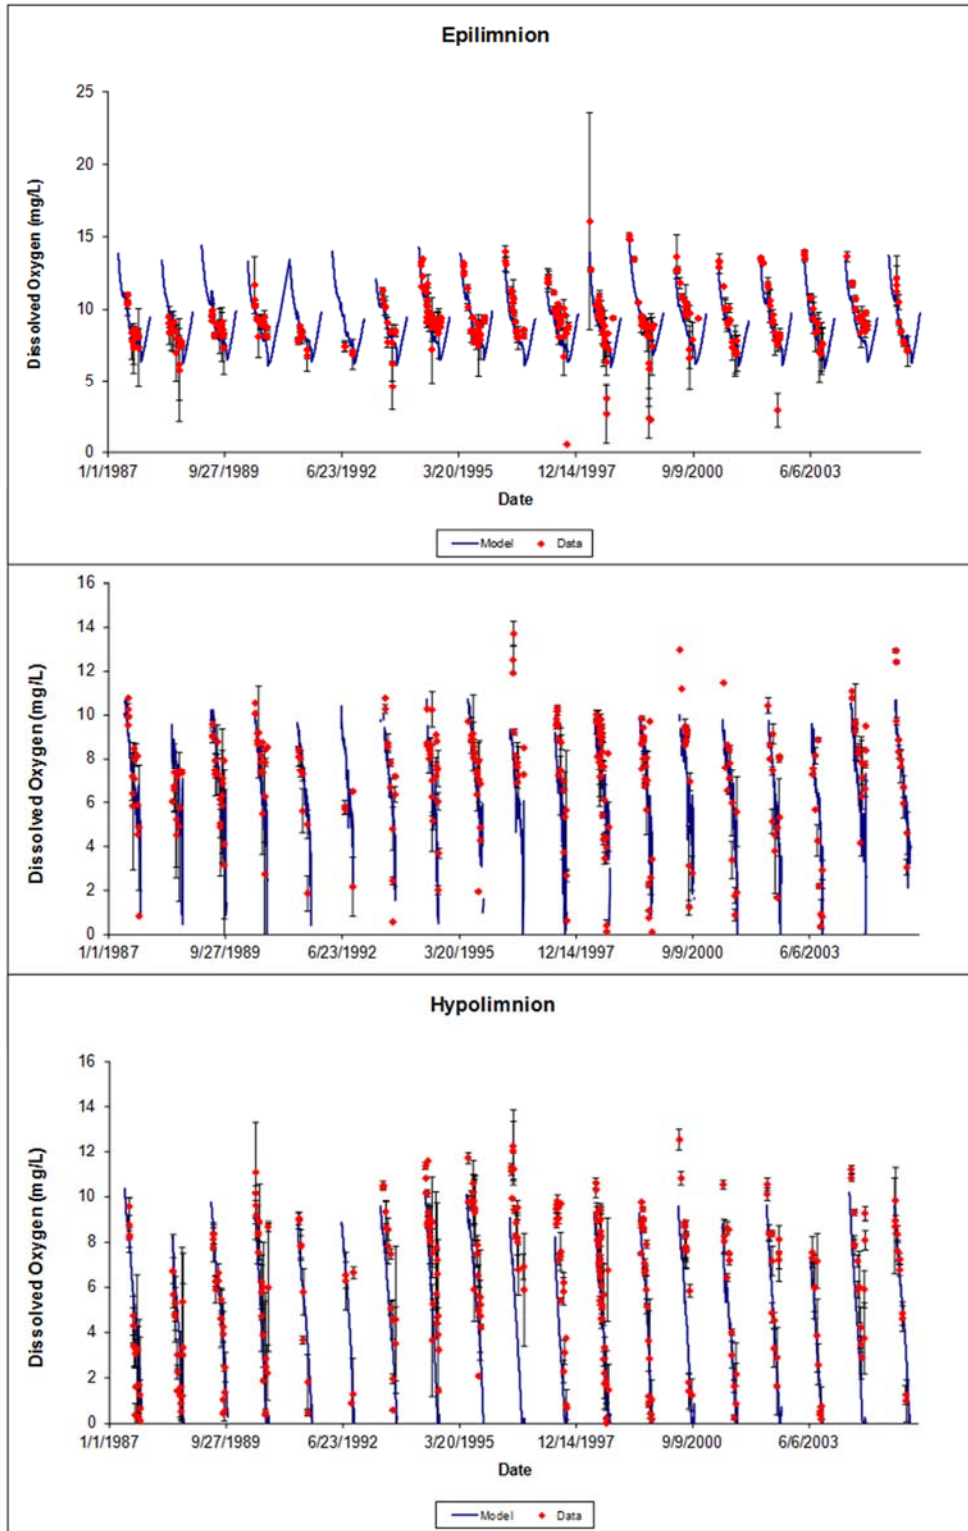 Epilimnion
Dissolved Oxygen (mg/L)
25
20
15
10
5
0
1/1/1987 9/27/1989 6/23/1992 3/20/1995 12/14/1997 9/9/2000 6/6/2003
Date
Model Data
Dissolved Oxygen (mg/L)
16
14
12
10
8
6
4
2
0
1/1/1987 9/27/1989 6/23/1992 3/20/1995 12/14/1997 9/9/2000 6/6/2003
Hypolimnion
Dissolved Oxygen (mg/L)
16
14
12
10
8
6
4
2
0
1/1/1987 9/27/1989 6/23/1992 3/20/1995 12/14/1997 9/9/2000 6/6/2003
Date
Model Data